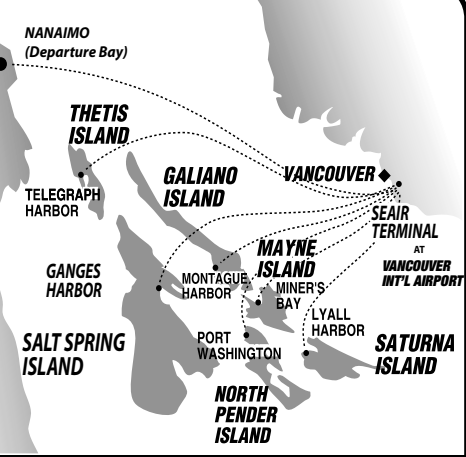 NANAIMO
(Departure Bay)
THETIS
ISLAND
TELEGRAPH
HARBOR
GALIANO
ISLAND
VANCOUVER
SEAIR
TERMINAL
AT
VANCOUVER
INT'L AIRPORT
MAYNE
ISLAND
GANGES
HARBOR
MONTAGUE
HARBOR
MINER'S
BAY
LYALL
HARBOR
SALT SPRING
ISLAND
PORT
WASHINGTON
SATURNA
ISLAND
NORTH
PENDER
ISLAND